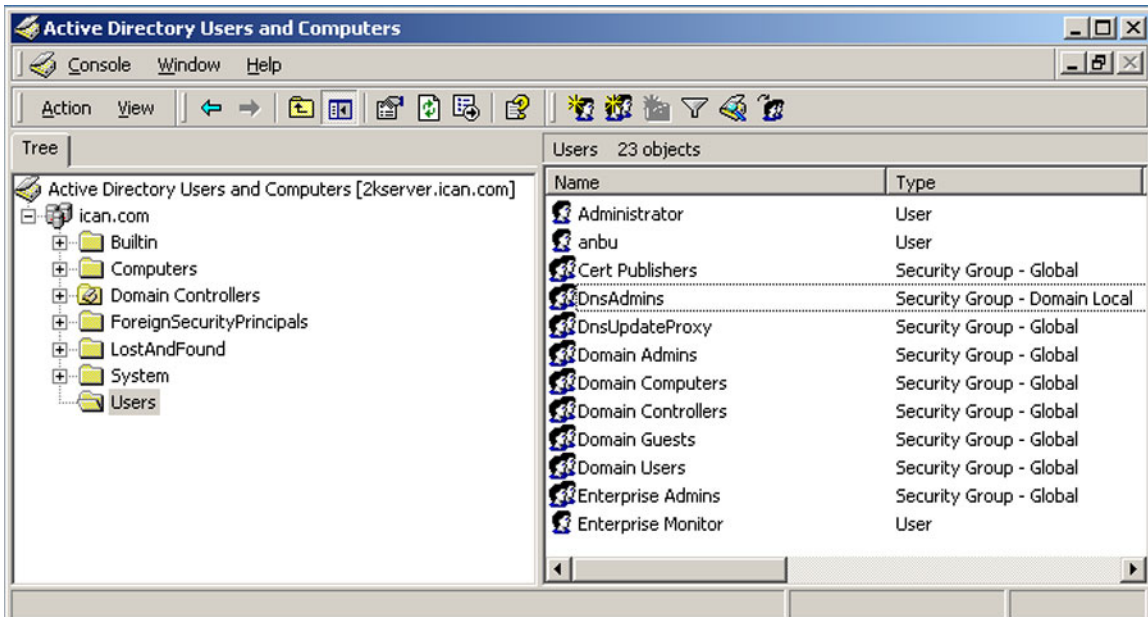 Active Directory Users and Computers
Console Window Help
Action View
Tree
Users 23 objects
Active Directory Users and Computers [2kserver.ican.com]
ican.com
Builtin
Computers
Domain Controllers
ForeignSecurityPrincipals
LostAndFound
System
Users
Name Type
Administrator User
anbu User
Cert Publishers Security Group - Global
DnsAdmins Security Group - Domain Local
DnsUpdateProxy Security Group - Global
Domain Admins Security Group - Global
Domain Computers Security Group - Global
Domain Controllers Security Group - Global
Domain Guests Security Group - Global
Domain Users Security Group - Global
Enterprise Admins Security Group - Global
Enterprise Monitor User